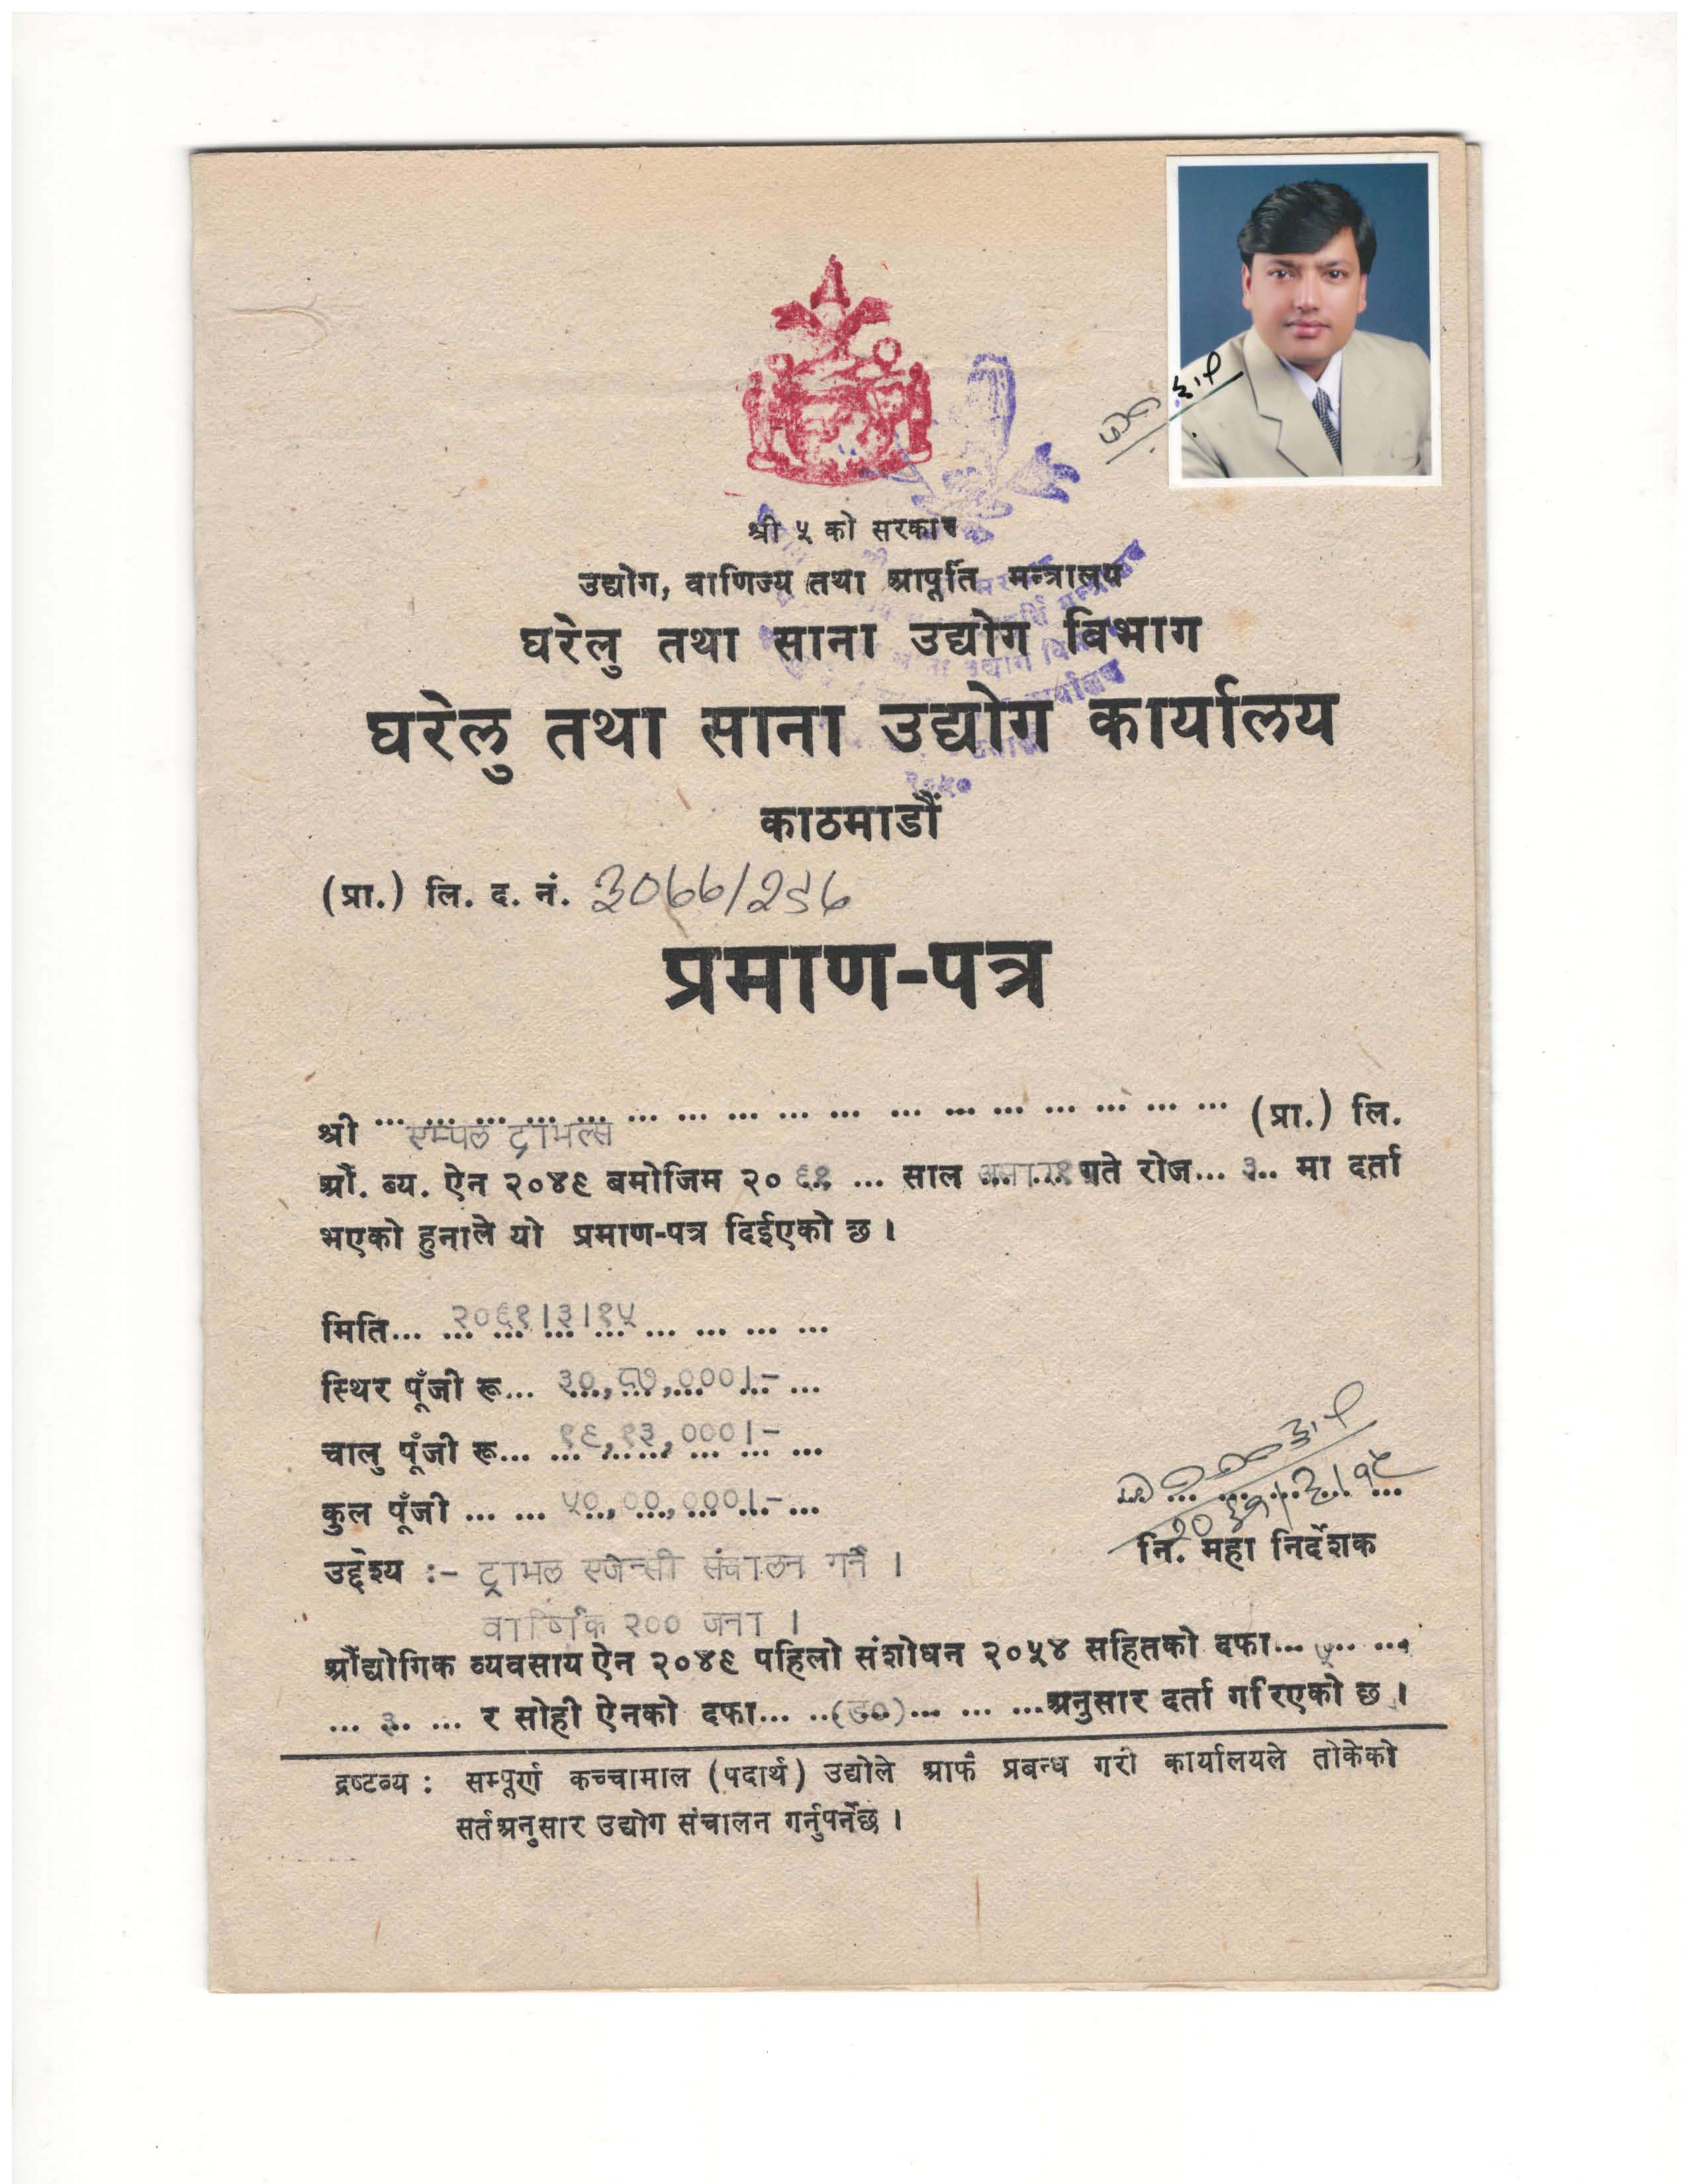 श्री ५ को सरकार
उद्योग, वाणिज्य तथा आपूर्ति मन्त्रालय
घरेलु तथा साना उद्योग विभाग
घरेलु तथा साना उद्योग कार्यालय
काठमाडौं
(प्रा.) लि. द. नं.
प्रमाण-पत्र
श्री ... एम्पल ट्राभल्स ... (प्रा.) लि.
औ. व्य. ऐन २०४९ बमोजिम २० ६१ ... साल ... गते रोज... ३... मा दर्ता
भएको हुनाले यो प्रमाण-पत्र दिईएको छ ।
मिति... २०६१।३।१५ ...
स्थिर पूँजी रू... ३०,८७,०००।- ...
चालु पूँजी रू... १९,१३,०००।- ...
कुल पूँजी ... ... ५०,००,०००।- ...
नि. महा निर्देशक
उद्देश्य :- ट्राभल एजेन्सी संचालन गर्ने ।
वार्षिक २०० जना ।
औद्योगिक व्यवसाय ऐन २०४९ पहिलो संशोधन २०५४ सहितको दफा... ...
... ३... ... र सोही ऐनको दफा... ... ... अनुसार दर्ता गरिएको छ ।
द्रष्टव्य : सम्पूर्ण कच्चामाल (पदार्थ) उद्योले आफै प्रबन्ध गरी कार्यालयले तोकेको
सर्तअनुसार उद्योग संचालन गर्नुपर्नेछ ।